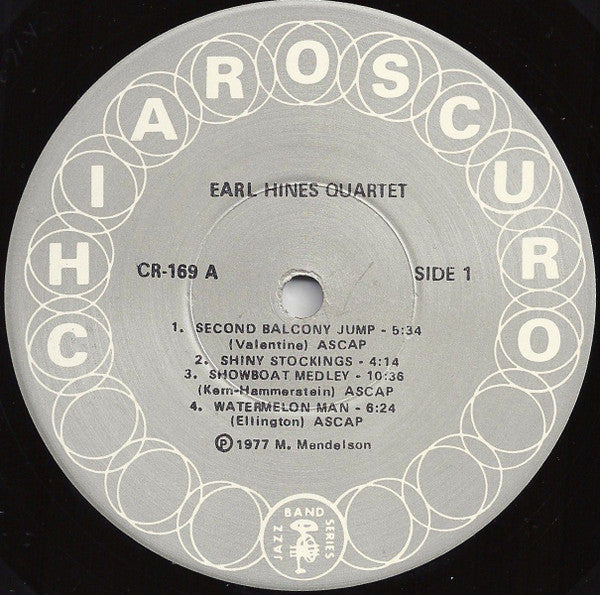 CHIAROSCURO
EARL HINES QUARTET
CR-169 A
SIDE 1
1. SECOND BALCONY JUMP - 5:34
(Valentine) ASCAP
2. SHINY STOCKINGS - 4:14
3. SHOWBOAT MEDLEY - 10:36
(Kern-Hammerstein) ASCAP
4. WATERMELON MAN - 6:24
(Ellington) ASCAP
Ⓟ 1977 M. Mendelson
JAZZ BAND SERIES